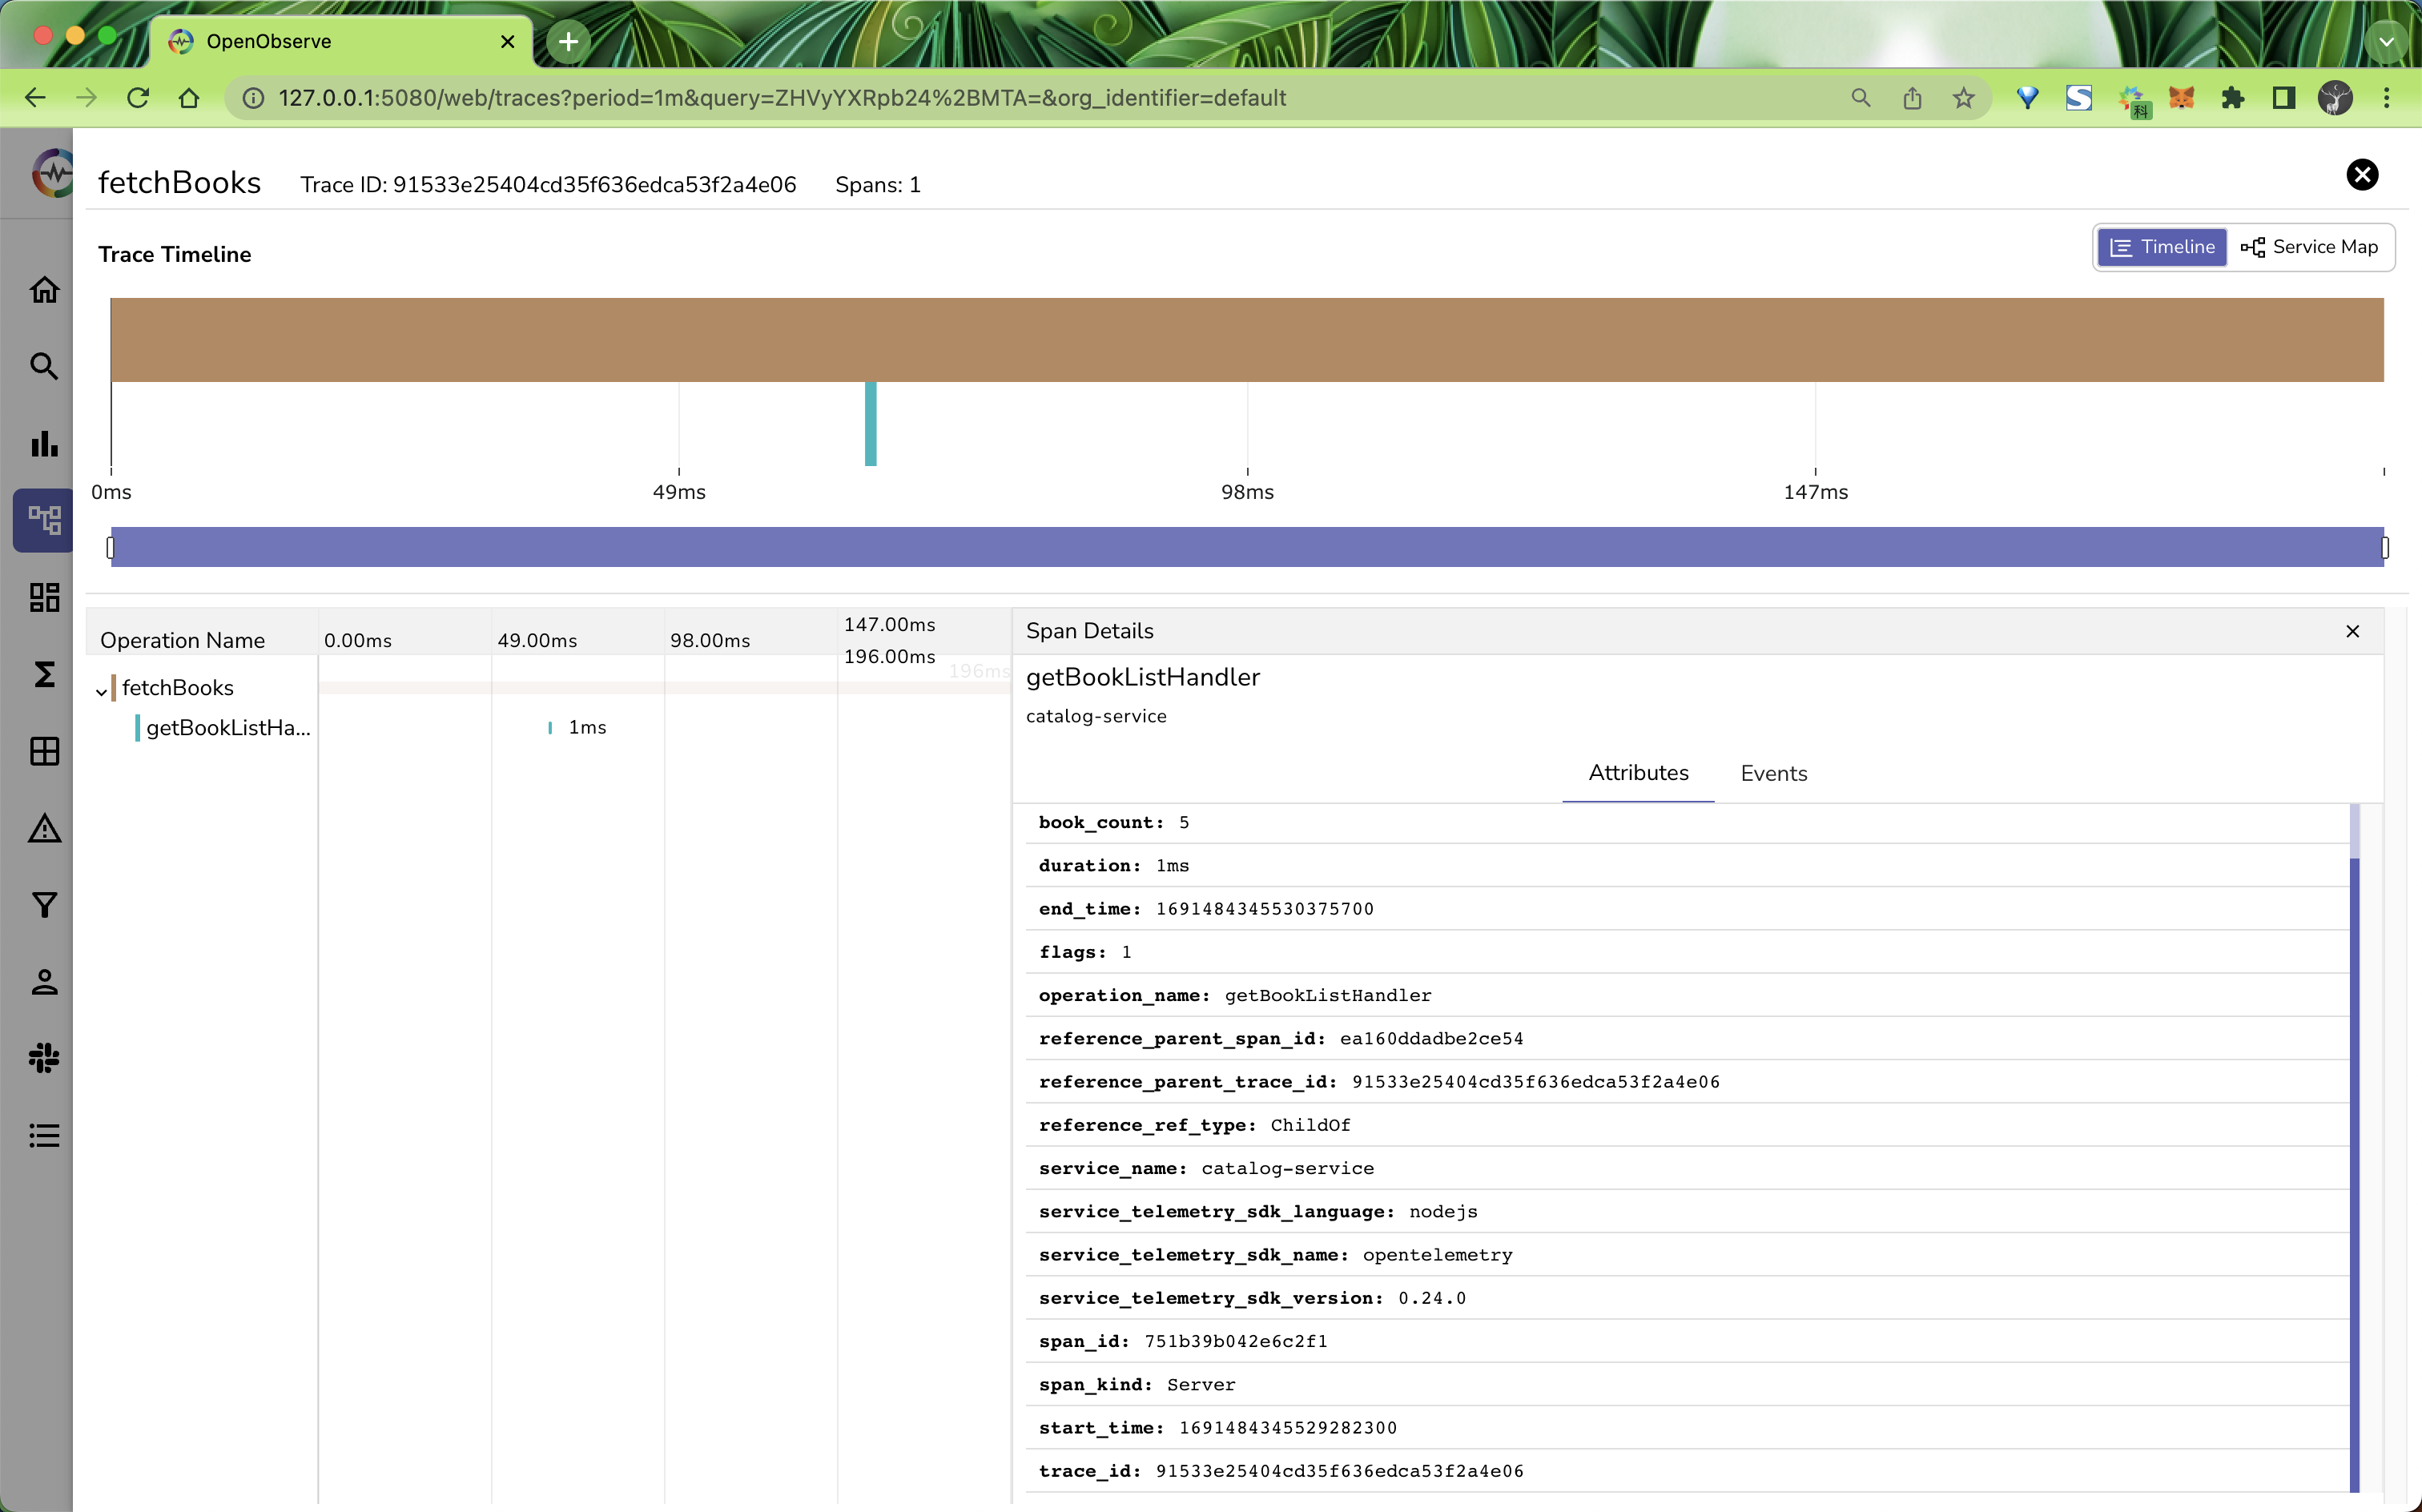 OpenObserve
127.0.0.1:5080/web/traces?period=1m&query=ZHVyYXRpb24%2BMTA=&org_identifier=default
科
fetchBooks Trace ID: 91533e25404cd35f636edca53f2a4e06 Spans: 1
Trace Timeline
Timeline Service Map
0ms 49ms 98ms 147ms
Operation Name 0.00ms 49.00ms 98.00ms 147.00ms
196.00ms
196ms
fetchBooks
getBookListHa... 1ms
Span Details
getBookListHandler
catalog-service
Attributes Events
book_count: 5
duration: 1ms
end_time: 1691484345530375700
flags: 1
operation_name: getBookListHandler
reference_parent_span_id: ea160ddadbe2ce54
reference_parent_trace_id: 91533e25404cd35f636edca53f2a4e06
reference_ref_type: ChildOf
service_name: catalog-service
service_telemetry_sdk_language: nodejs
service_telemetry_sdk_name: opentelemetry
service_telemetry_sdk_version: 0.24.0
span_id: 751b39b042e6c2f1
span_kind: Server
start_time: 1691484345529282300
trace_id: 91533e25404cd35f636edca53f2a4e06